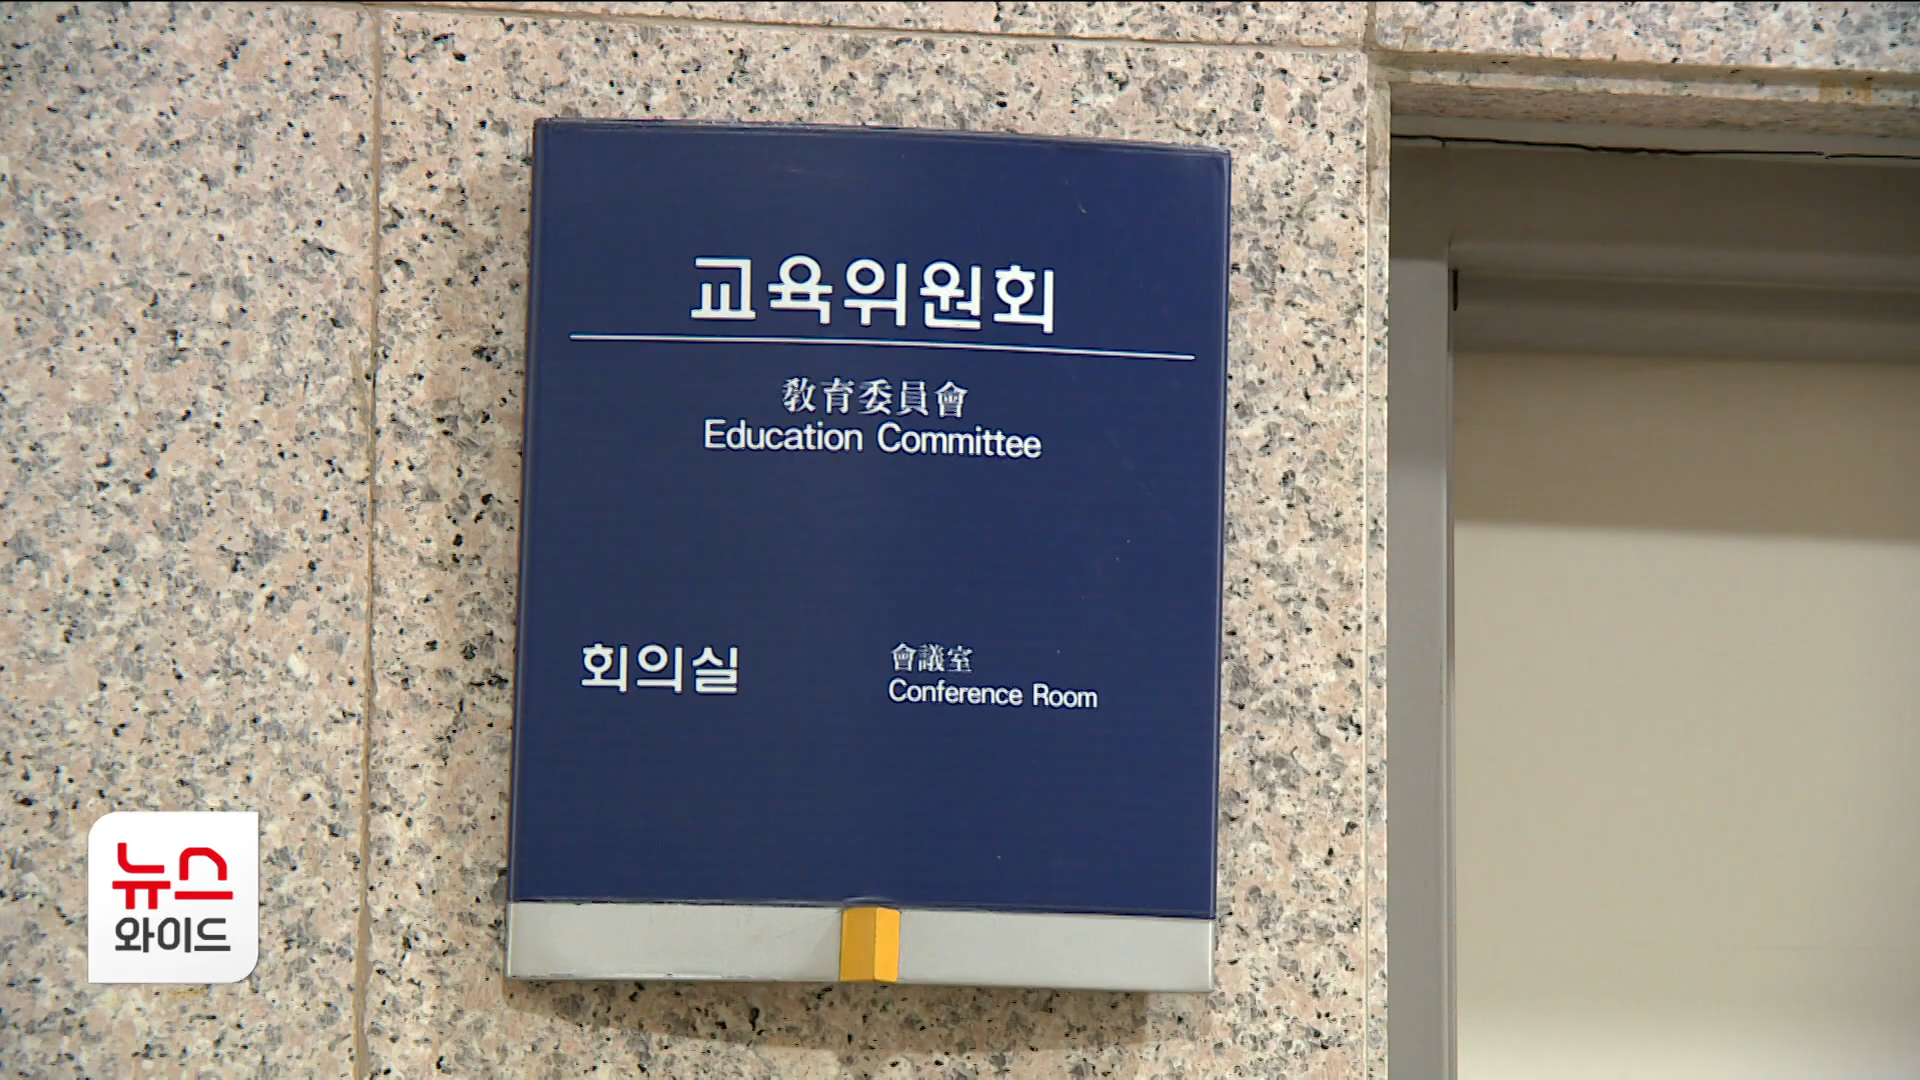 교육위원회
敎育委員會
Education Committee
회의실
會議室
Conference Room
뉴스
와이드